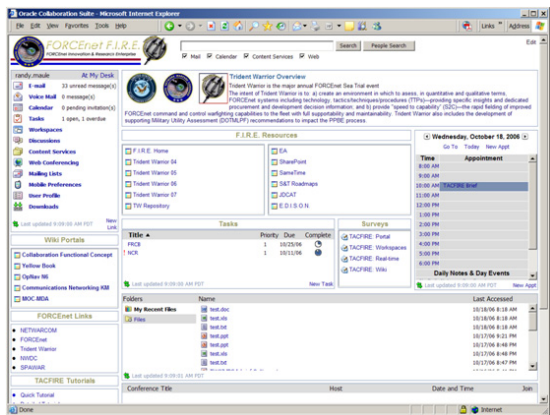 Oracle Collaboration Suite - Microsoft Internet Explorer
File Edit View Favorites Tools Help
Links
Address
FORCEnet F.I.R.E.
FORCEnet Innovation & Research Enterprise
Search
People Search
Edit
Mail Calendar Content Services Web
randy.maule At My Desk
E-mail 33 unread message(s)
Voice Mail 0 message(s)
Calendar 0 pending invitation(s)
Tasks 1 open, 1 overdue
Workspaces
Discussions
Content Services
Web Conferencing
Mailing Lists
Mobile Preferences
User Profile
Downloads
Last updated 9:09:00 AM PDT
New Link
Wiki Portals
Collaboration Functional Concept
Yellow Book
OpNav N6
Communications Networking KM
MOC-MDA
FORCEnet Links
NETWARCOM
FORCEnet
Trident Warrior
NWDC
SPAWAR
TACFIRE Tutorials
Quick Tutorial
Trident Warrior Overview
Trident Warrior is the major annual FORCEnet Sea Trial event
The intent of Trident Warrior is to a) create an environment in which to assess, in quantitative and qualitative terms,
FORCEnet systems including technology, tactics/techniques/procedures (TTPs)—providing specific insights and dedicated
procurement and development decision information; and b) provide "speed to capability" (S2C)—the rapid fielding of improved
FORCEnet command and control warfighting capabilities to the fleet with full supportability and maintainability. Trident Warrior also includes the development of
supporting Military Utility Assessment (DOTMLPF) recommendations to impact the PPBE process.
F.I.R.E. Resources
F.I.R.E. Home
Trident Warrior 04
Trident Warrior 05
Trident Warrior 06
Trident Warrior 07
TW Repository
EA
SharePoint
SameTime
S&T Roadmaps
JDCAT
E.D.I.S.O.N.
Tasks
Title Priority Due Complete
FRCB 1 10/25/06
! NCR 1 10/11/06
Last updated 9:09:00 AM PDT
New Task
Surveys
TACFIRE: Portal
TACFIRE: Workspaces
TACFIRE: Real-time
TACFIRE: Wiki
Wednesday, October 18, 2006
Go To Today New Appt
Time Appointment
8:00 AM
9:00 AM
10:00 AM TACFIRE Brief
11:00 AM
12:00 PM
1:00 PM
2:00 PM
3:00 PM
4:00 PM
5:00 PM
6:00 PM
Daily Notes & Day Events
Last updated 9:09:00 AM PDT
New Appt
Folders
My Recent Files
Files
Name Last Accessed
test.doc 10/18/06 8:18 AM
test.xls 10/18/06 8:18 AM
test.txt 10/18/06 8:18 AM
test.ppt 10/17/06 9:21 PM
test.ppt 10/17/06 8:48 PM
test.xls 10/17/06 8:48 PM
test.txt 10/17/06 8:47 PM
Last updated 9:09:01 AM PDT
Conference Title Host Date and Time Join
Done
Internet